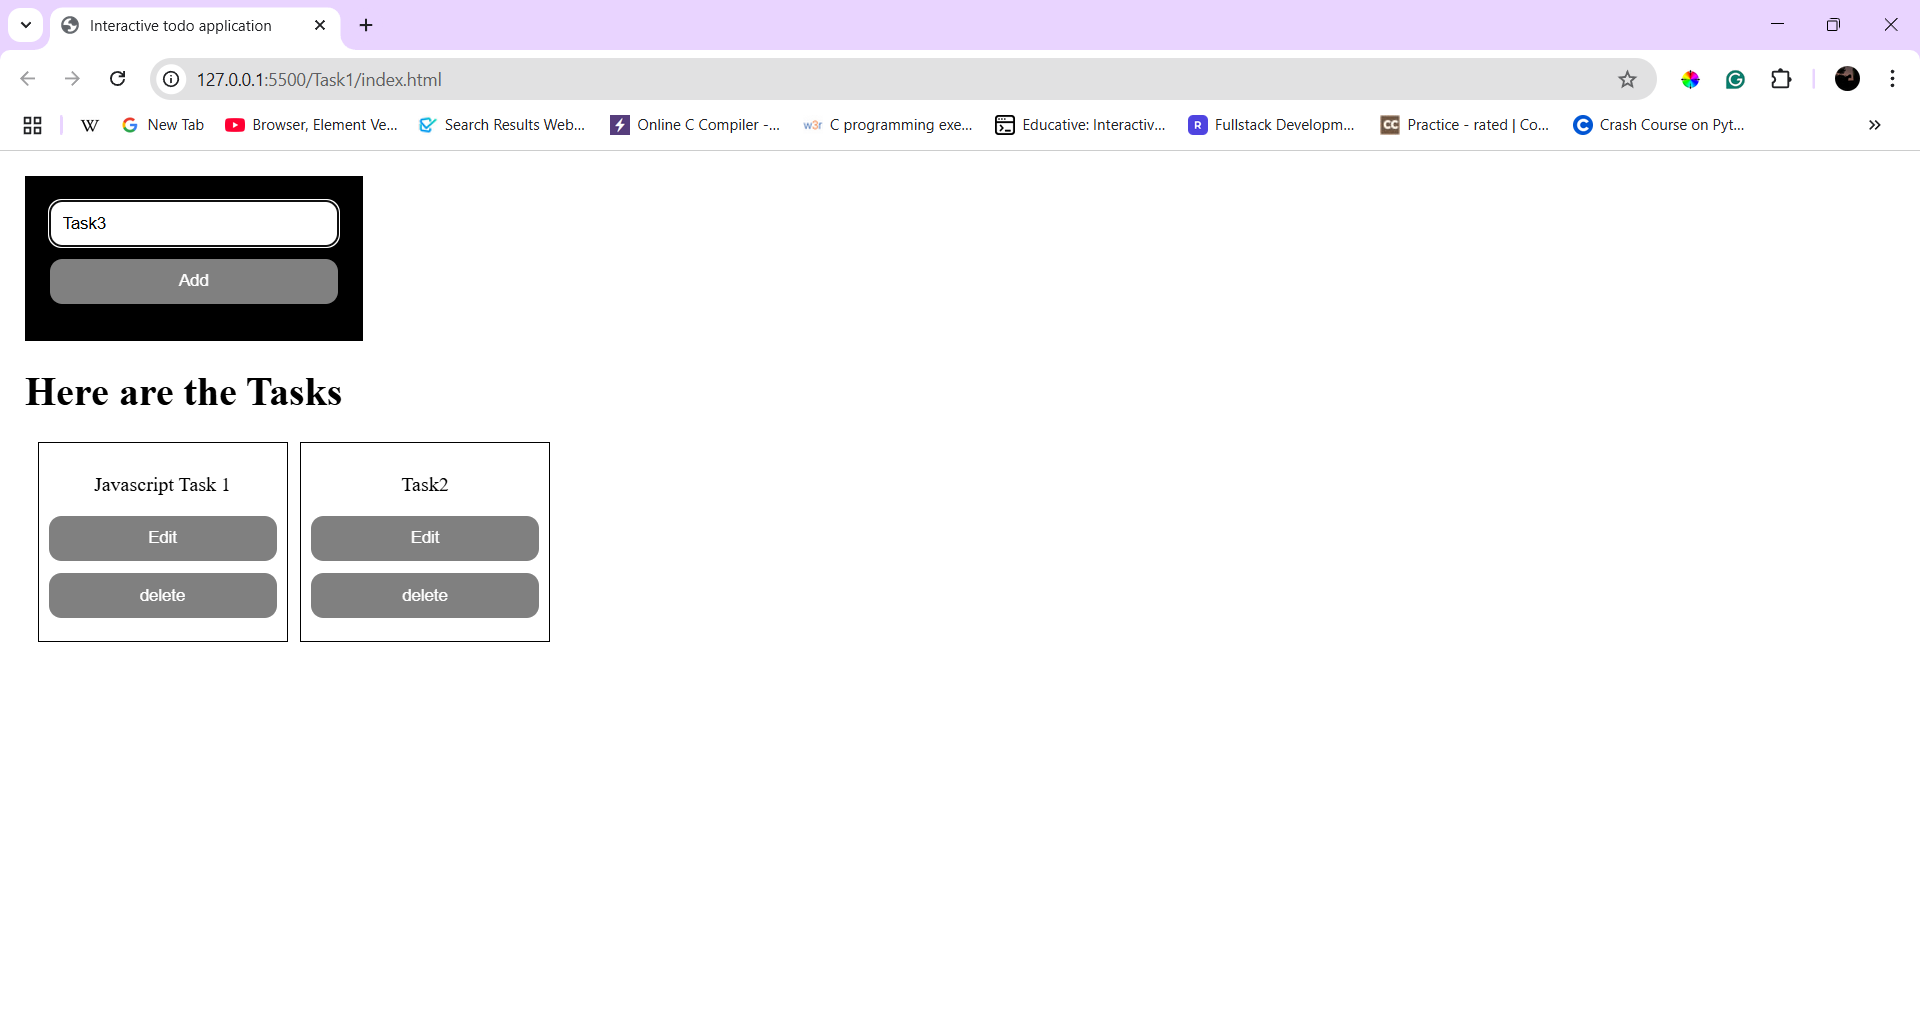 Interactive todo application
127.0.0.1:5500/Task1/index.html
W New Tab Browser, Element Ve... Search Results Web... Online C Compiler -... w3r C programming exe... Educative: Interactiv... R Fullstack Developm... CC Practice - rated | Co... C Crash Course on Pyt... »
Task3
Add
Here are the Tasks
Javascript Task 1 Task2
Edit Edit
delete delete